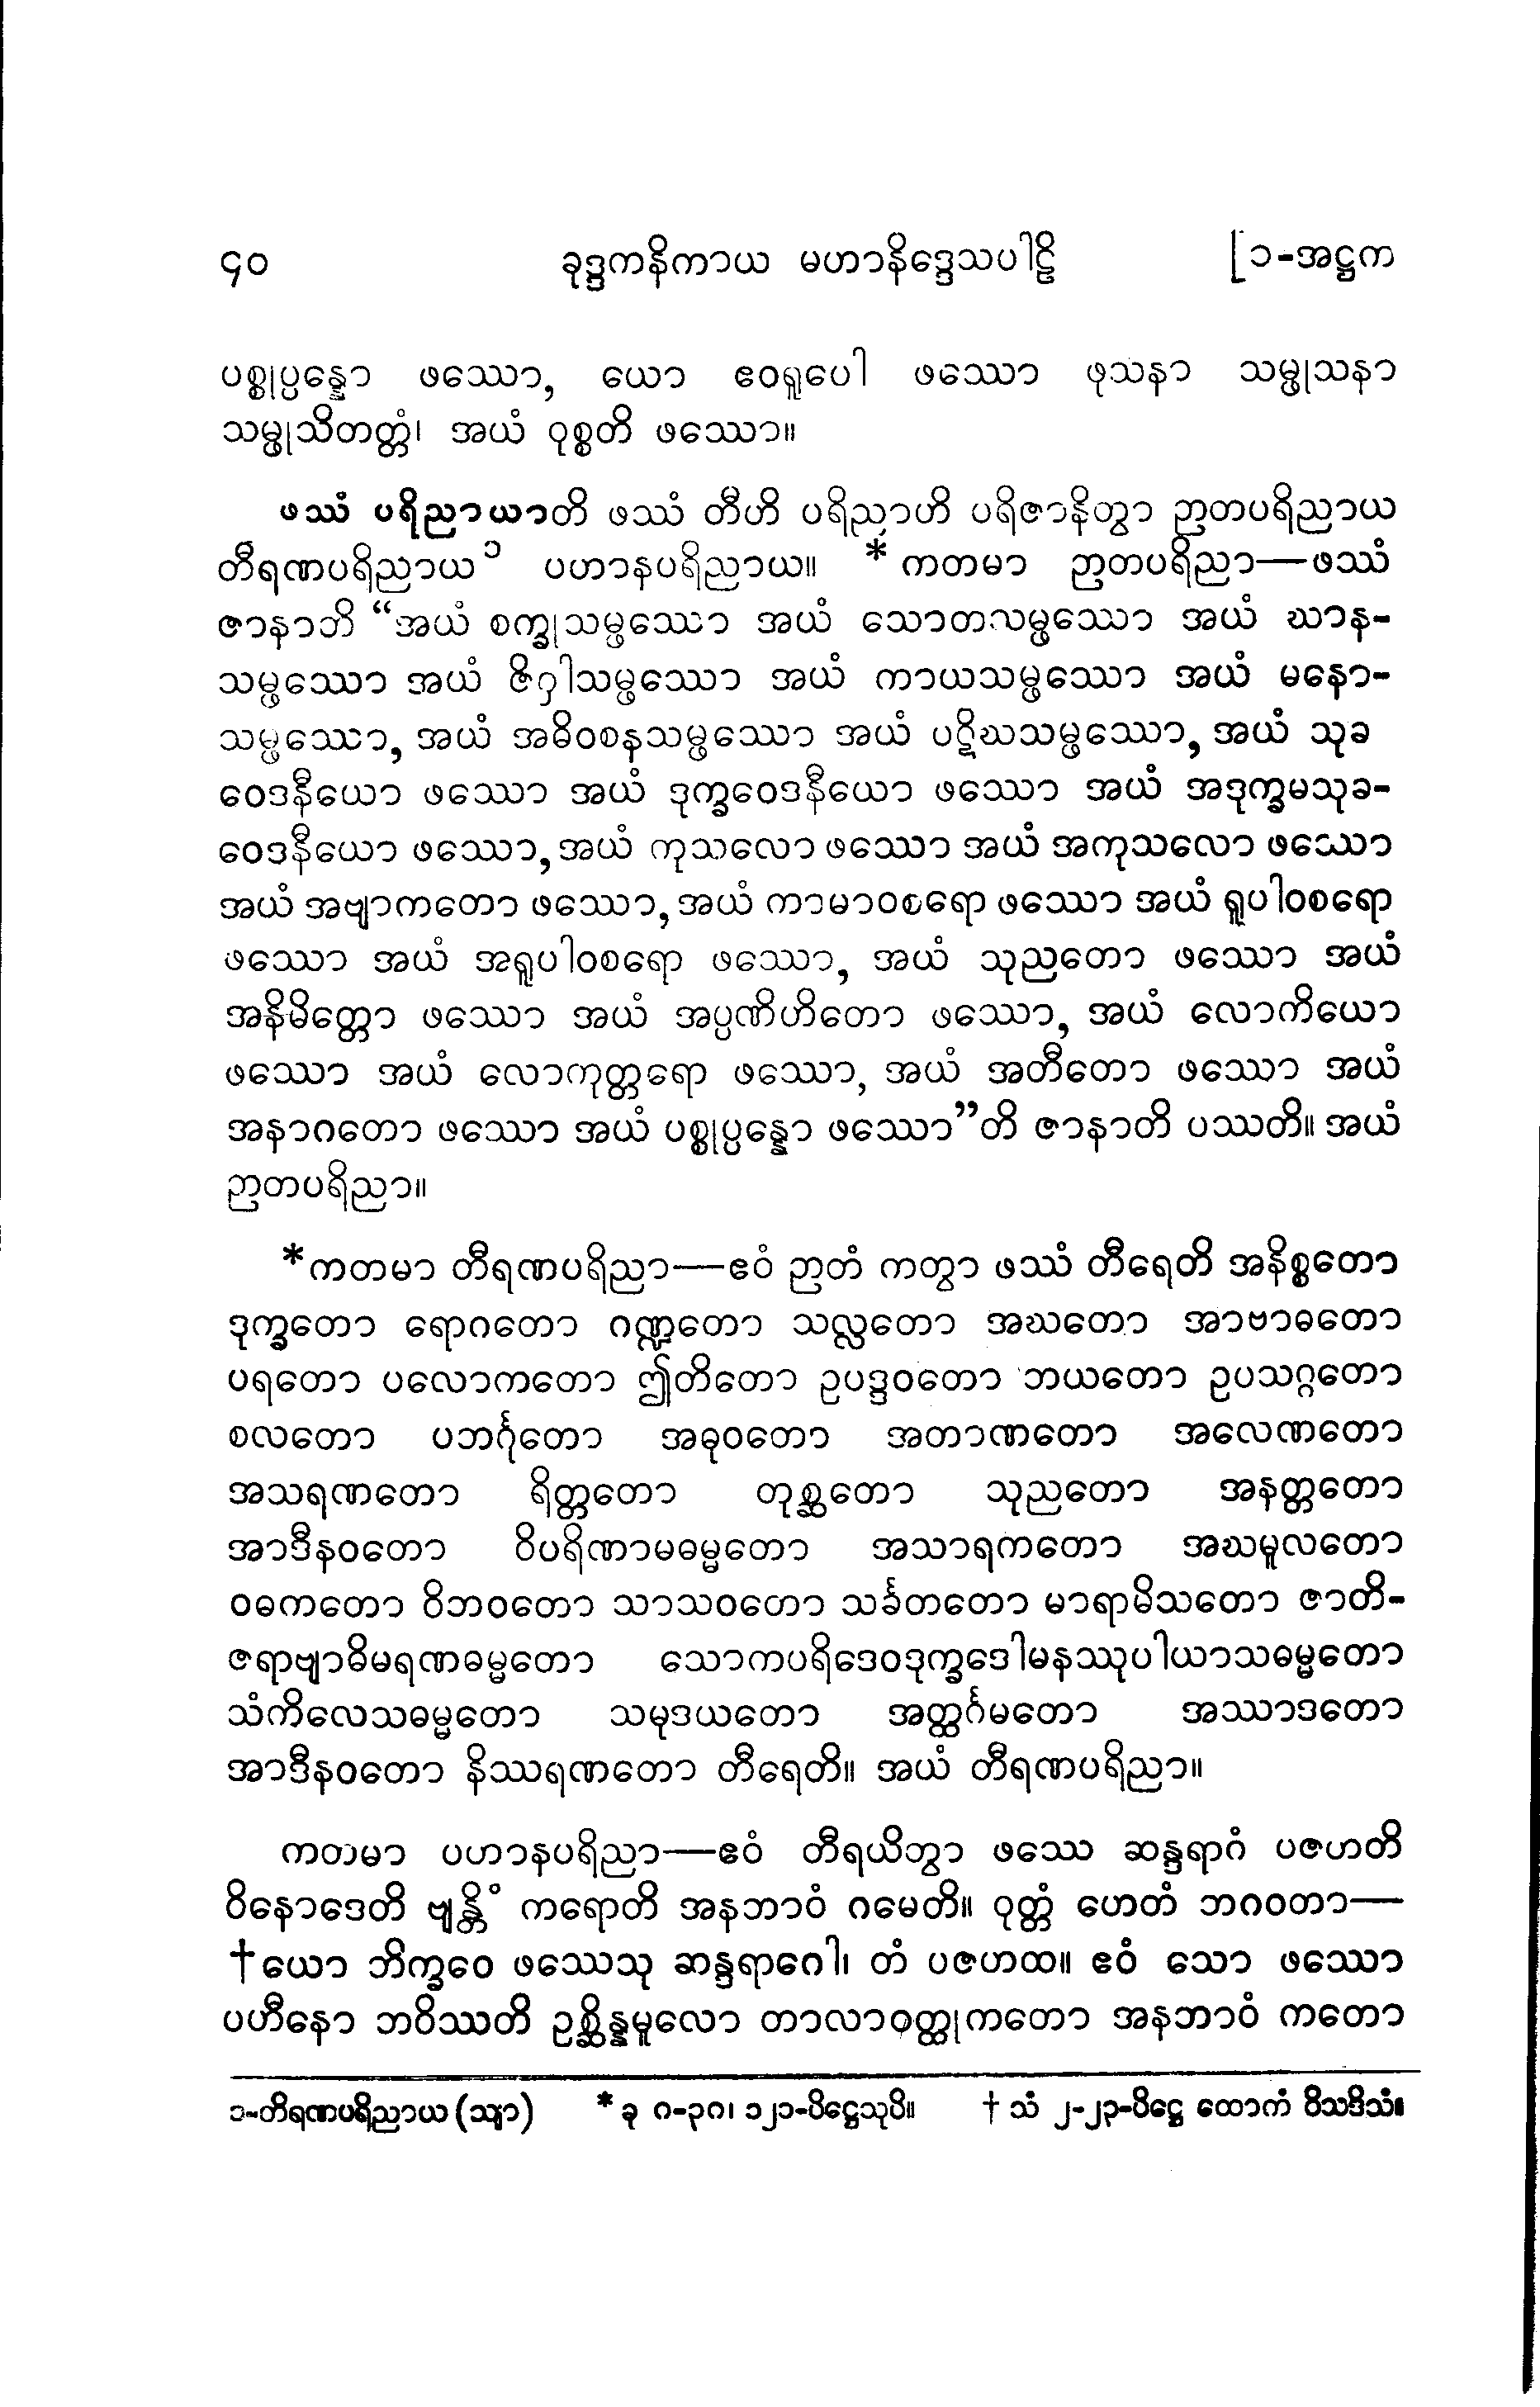 ၄၀ ခုဒ္ဒကနိကာယ မဟာနိဒ္ဒေသပါဠိ [၁-အဋ္ဌက
ပစ္စုပ္ပန္နော ဖဿော, ယော ဧဝရူပေါ ဖဿော ဖုသနာ သမ္ဖုသနာ
သမ္ဖုသိတတ္တံ၊ အယံ ဝုစ္စတိ ဖဿော။
ဖဿံ ပရိညာယာတိ ဖဿံ တီဟိ ပရိညာဟိ ပရိဇာနိတွာ ဉာတပရိညာယ
တီရဏပရိညာယ ၁ ပဟာနပရိညာယ။ * ကတမာ ဉာတပရိညာ—ဖဿံ
ဇာနာတိ “အယံ စက္ခုသမ္ဖဿော အယံ သောတသမ္ဖဿော အယံ ဃာန-
သမ္ဖဿော အယံ ဇိဝှါသမ္ဖဿော အယံ ကာယသမ္ဖဿော အယံ မနော-
သမ္ဖဿော, အယံ အဓိဝစနသမ္ဖဿော အယံ ပဋိဃသမ္ဖဿော, အယံ သုခ
ဝေဒနီယော ဖဿော အယံ ဒုက္ခဝေဒနီယော ဖဿော အယံ အဒုက္ခမသုခ-
ဝေဒနီယော ဖဿော, အယံ ကုသလော ဖဿော အယံ အကုသလော ဖဿော
အယံ အဗျာကတော ဖဿော, အယံ ကာမာဝစရော ဖဿော အယံ ရူပါဝစရော
ဖဿော အယံ အရူပါဝစရော ဖဿော, အယံ သုညတော ဖဿော အယံ
အနိမိတ္တော ဖဿော အယံ အပ္ပဏိဟိတော ဖဿော, အယံ လောကိယော
ဖဿော အယံ လောကုတ္တရော ဖဿော, အယံ အတီတော ဖဿော အယံ
အနာဂတော ဖဿော အယံ ပစ္စုပ္ပန္နော ဖဿော”တိ ဇာနာတိ ပဿတိ။ အယံ
ဉာတပရိညာ။
*ကတမာ တီရဏပရိညာ—ဧဝံ ဉာတံ ကတွာ ဖဿံ တီရေတိ အနိစ္စတော
ဒုက္ခတော ရောဂတော ဂဏ္ဍတော သလ္လတော အဃတော အာဗာဓတော
ပရတော ပလောကတော ဤတိတော ဥပဒ္ဒဝတော ဘယတော ဥပသဂ္ဂတော
စလတော ပဘင်္ဂုတော အဓုဝတော အတာဏတော အလေဏတော
အသရဏတော ရိတ္တတော တုစ္ဆတော သုညတော အနတ္တတော
အာဒီနဝတော ဝိပရိဏာမဓမ္မတော အသာရကတော အဃမူလတော
ဝဓကတော ဝိဘဝတော သာသဝတော သင်္ခတတော မာရာမိသတော ဇာတိ-
ဇရာဗျာဓိမရဏဓမ္မတော သောကပရိဒေဝဒုက္ခဒေါမနဿုပါယာသဓမ္မတော
သံကိလေသဓမ္မတော သမုဒယတော အတ္ထင်္ဂမတော အဿာဒတော
အာဒီနဝတော နိဿရဏတော တီရေတိ။ အယံ တီရဏပရိညာ။
ကတမာ ပဟာနပရိညာ—ဧဝံ တီရယိတွာ ဖဿေ ဆန္ဒရာဂံ ပဇဟတိ
ဝိနောဒေတိ ဗျန္တိံ ကရောတိ အနဘာဝံ ဂမေတိ။ ဝုတ္တံ ဟေတံ ဘဂဝတာ—
†ယော ဘိက္ခဝေ ဖဿေသု ဆန္ဒရာဂေါ၊ တံ ပဇဟထ။ ဧဝံ သော ဖဿော
ပဟီနော ဘဝိဿတိ ဥစ္ဆိန္နမူလော တာလာဝတ္ထုကတော အနဘာဝံ ကတော
၁-တိရဏပရိညာယ (သျာ) * ခု ဂ-၃ဂ၊ ၁၂၁-ပိဋ္ဌေသုပိ။ † သံ ၂-၂၃-ပိဋ္ဌေ ထောကံ ဝိသဒိသံ။